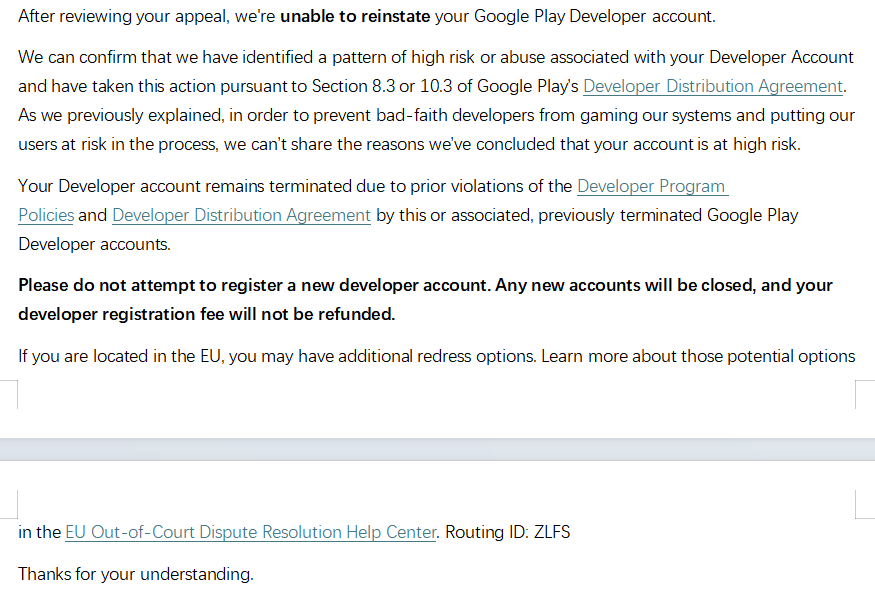 After reviewing your appeal, we're unable to reinstate your Google Play Developer account.
We can confirm that we have identified a pattern of high risk or abuse associated with your Developer Account
and have taken this action pursuant to Section 8.3 or 10.3 of Google Play's Developer Distribution Agreement.
As we previously explained, in order to prevent bad-faith developers from gaming our systems and putting our
users at risk in the process, we can't share the reasons we've concluded that your account is at high risk.
Your Developer account remains terminated due to prior violations of the Developer Program
Policies and Developer Distribution Agreement by this or associated, previously terminated Google Play
Developer accounts.
Please do not attempt to register a new developer account. Any new accounts will be closed, and your
developer registration fee will not be refunded.
If you are located in the EU, you may have additional redress options. Learn more about those potential options
in the EU Out-of-Court Dispute Resolution Help Center. Routing ID: ZLFS
Thanks for your understanding.